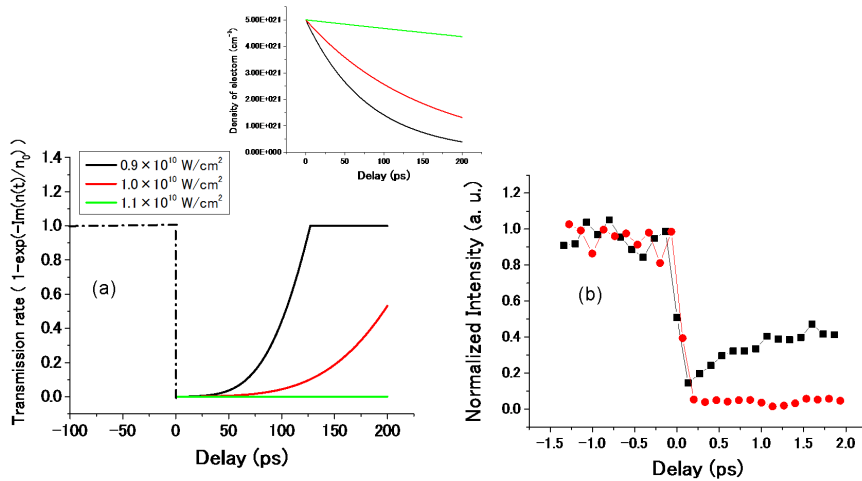 5.00E+021
4.00E+021
3.00E+021
2.00E+021
1.00E+021
0.00E+000
Density of electorn (cm⁻³)
0
50
100
150
200
Delay (ps)
0.9×10¹⁰ W/cm²
1.0×10¹⁰ W/cm²
1.1×10¹⁰ W/cm²
Transmission rate ( 1-exp(-Im(n(t)/n₀) )
1.4
1.2
1.0
0.8
0.6
0.4
0.2
0.0
(a)
-100
-50
0
50
100
150
200
Delay (ps)
Normalized Intensity (a. u.)
1.2
1.0
0.8
0.6
0.4
0.2
0.0
(b)
-1.5
-1.0
-0.5
0.0
0.5
1.0
1.5
2.0
Delay (ps)